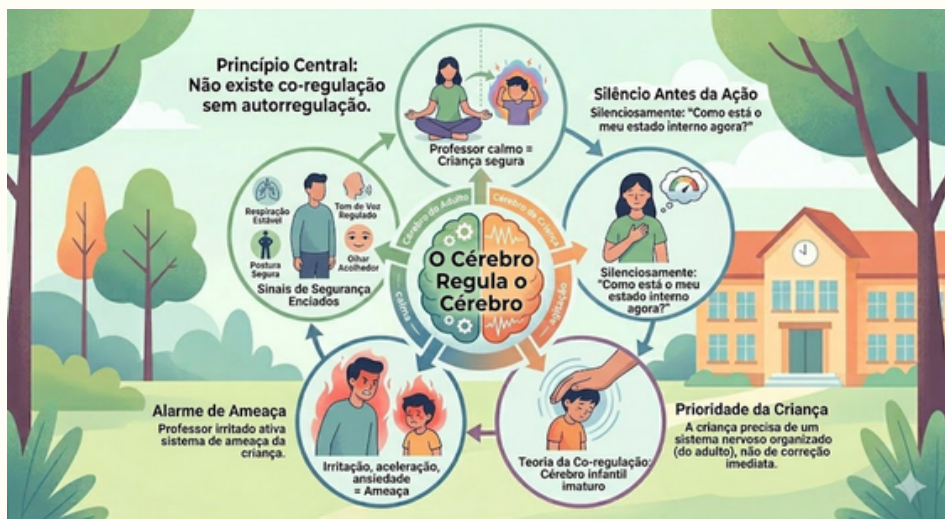 Princípio Central:
Não existe co-regulação
sem autorregulação.
Professor calmo =
Criança segura
Silêncio Antes da Ação
Silenciosamente: "Como está o
meu estado interno agora?"
Respiração
Estável
Tom de Voz
Regulado
Postura
Segura
Olhar
Acolhedor
Sinais de Segurança
Enciados
Cérebro do Adulto
Cérebro da Criança
calma
agitação
O Cérebro
Regula o
Cérebro
Silenciosamente:
"Como está o meu
estado interno
agora?"
Alarme de Ameaça
Professor irritado ativa
sistema de ameaça da
criança.
Irritação, aceleração,
ansiedade
= Ameaça
Teoria da Co-regulação:
Cérebro infantil
imaturo
Prioridade da Criança
A criança precisa de um
sistema nervoso organizado
(do adulto), não de correção
imediata.